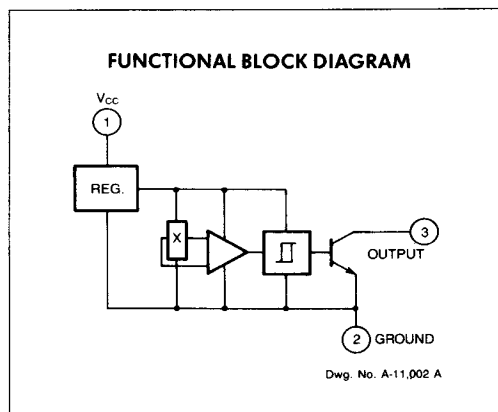 FUNCTIONAL BLOCK DIAGRAM
VCC
1
REG.
X
3
OUTPUT
2 GROUND
Dwg. No. A-11,002 A